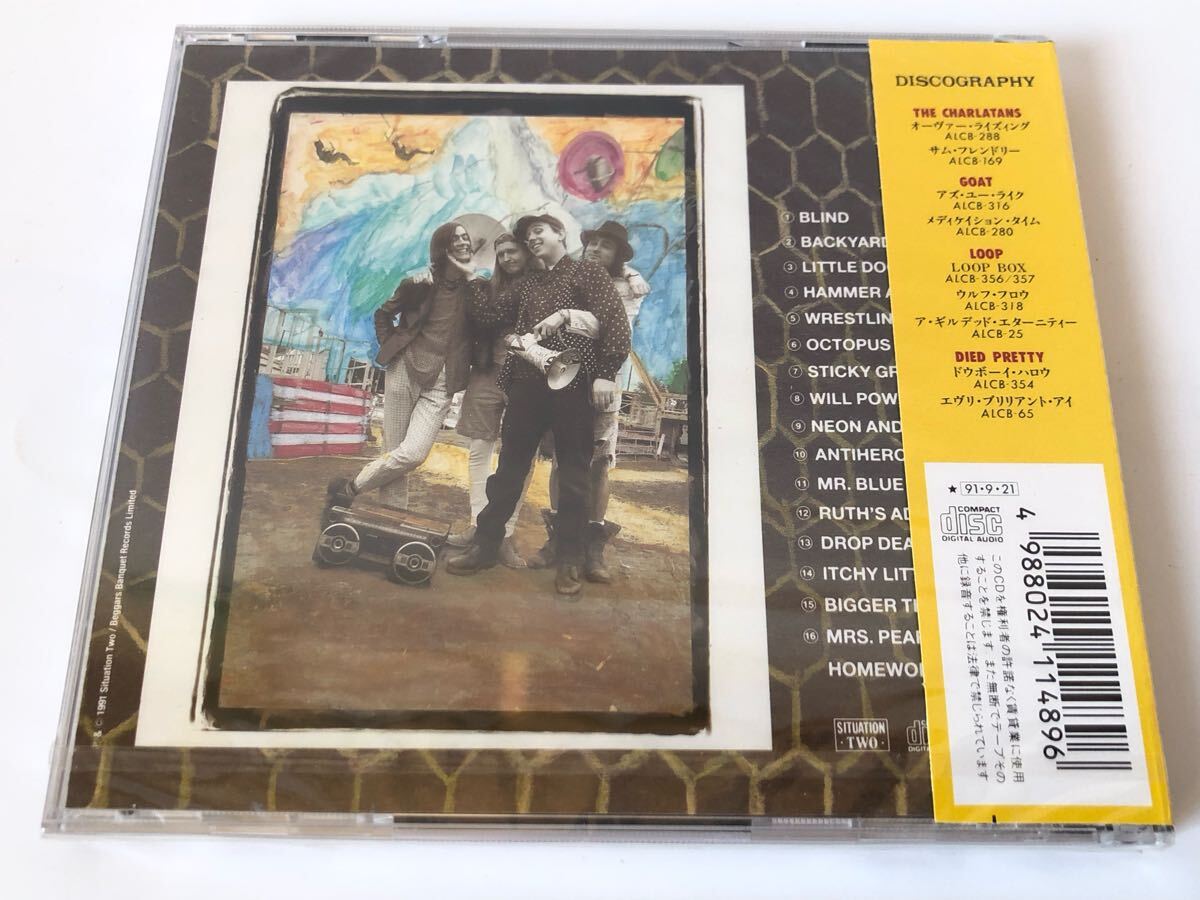 ① BLIND
② BACKYARD
③ LITTLE DO
④ HAMMER A
⑤ WRESTLIN
⑥ OCTOPUS
⑦ STICKY GR
⑧ WILL POW
⑨ NEON AND
⑩ ANTIHERO
⑪ MR. BLUE
⑫ RUTH'S AD
⑬ DROP DEA
⑭ ITCHY LITT
⑮ BIGGER TH
⑯ MRS. PEAR
HOMEWOR
SITUATION
·TWO·
& © 1991 Situation Two / Beggars Banquet Records Limited
DISCOGRAPHY
THE CHARLATANS
オーヴァー・ライズィング
ALCB-288
サム・フレンドリー
ALCB-169
GOAT
アズ・ユー・ライク
ALCB-316
メディケイション・タイム
ALCB-280
LOOP
LOOP BOX
ALCB-356/357
ウルフ・フロウ
ALCB-318
ア・ギルデッド・エターニティー
ALCB-25
DIED PRETTY
ドウボーイ・ハロウ
ALCB-354
エヴリ・ブリリアント・アイ
ALCB-65
★ 91・9・21
COMPACT
disc
DIGITAL AUDIO
このCDを権利者の許諾なく賃貸業に使用
することを禁じます。また無断でテープその
他に録音することは法律で禁じられています
4 988024 114896